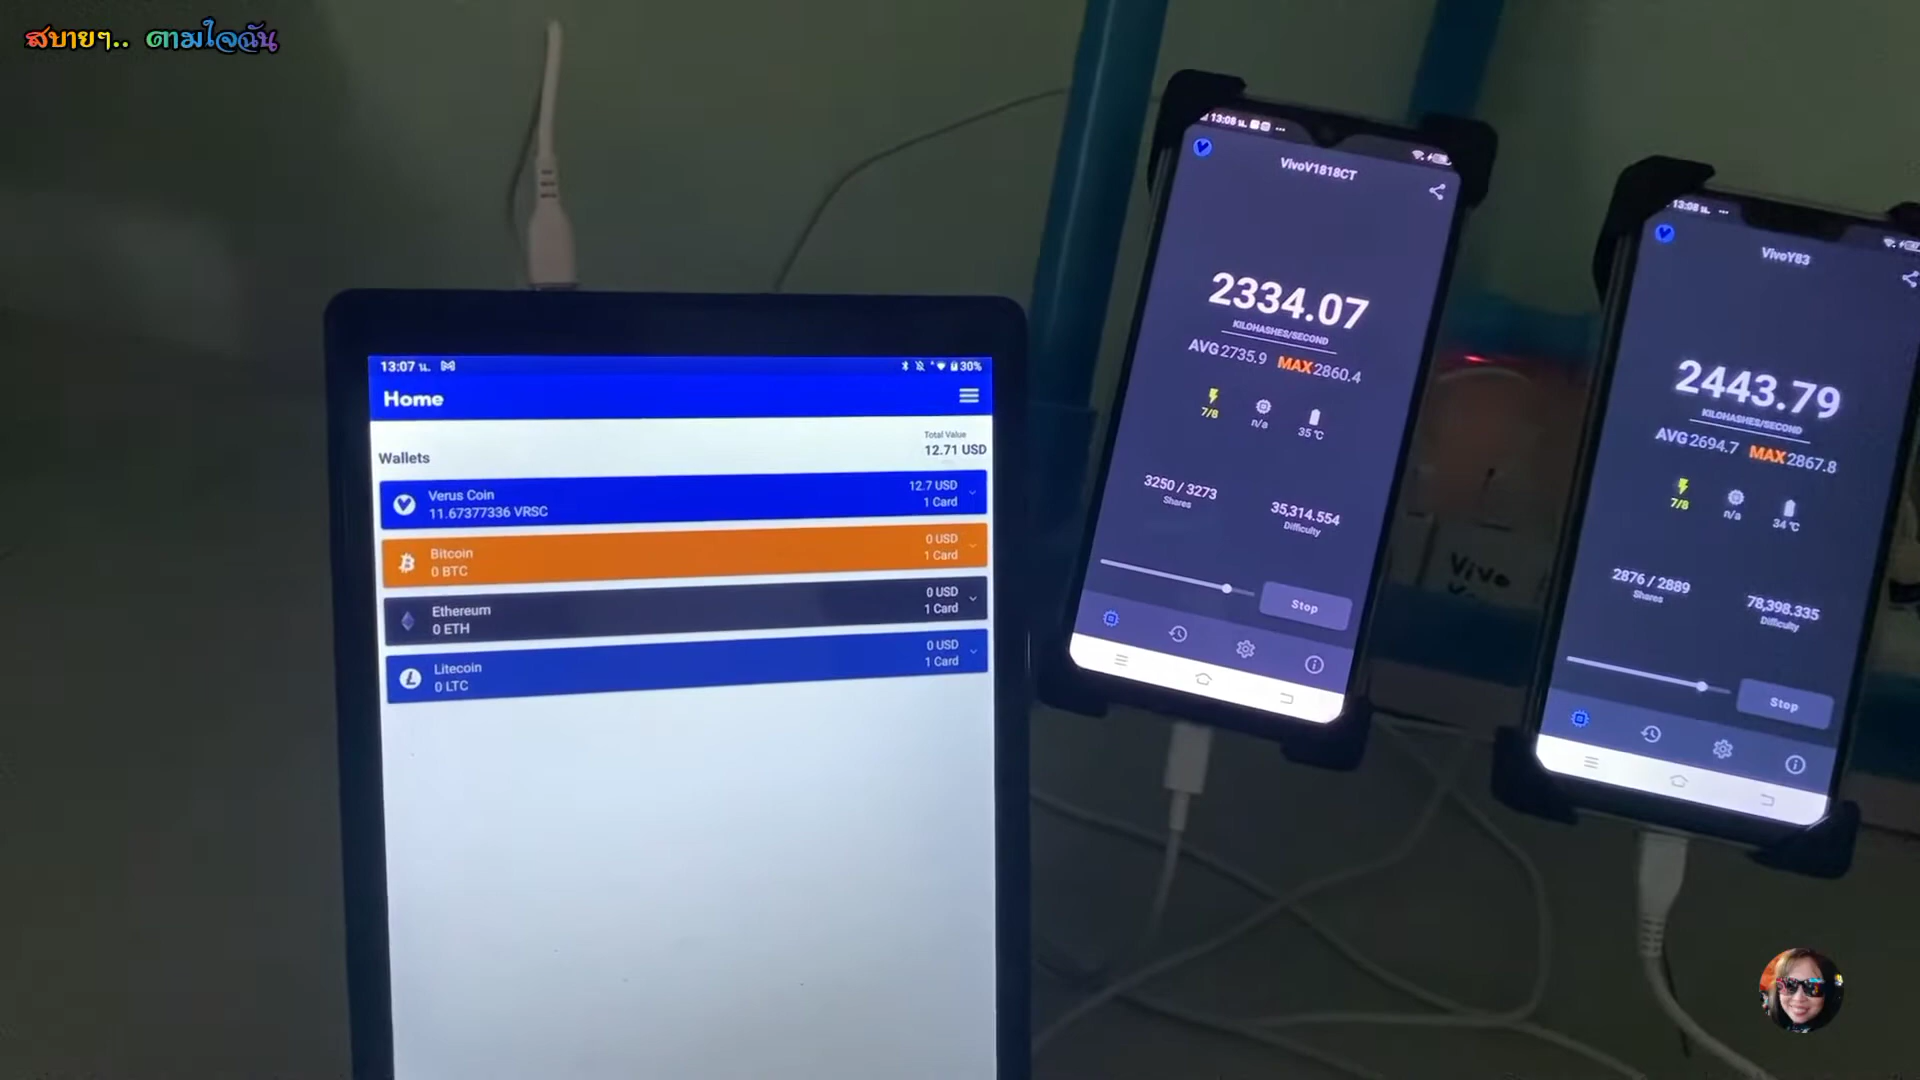 สบายๆ.. ตามใจฉัน
13:07 น. 30%
Home
Total Value
Wallets 12.71 USD
Verus Coin 12.7 USD
11.67377336 VRSC 1 Card
Bitcoin 0 USD
0 BTC 1 Card
Ethereum 0 USD
0 ETH 1 Card
Litecoin 0 USD
0 LTC 1 Card
13:08 น. ...
VivoV1818CT
2334.07
KILOHASHES/SECOND
AVG 2735.9 MAX 2860.4
7/8 n/a 35 °C
3250 / 3273 35,314.554
Shares Difficulty
Stop
13:08 น. ...
VivoY83
2443.79
KILOHASHES/SECOND
AVG 2694.7 MAX 2867.8
7/8 n/a 34 °C
2876 / 2889 78,398.335
Shares Difficulty
Stop
Vivo